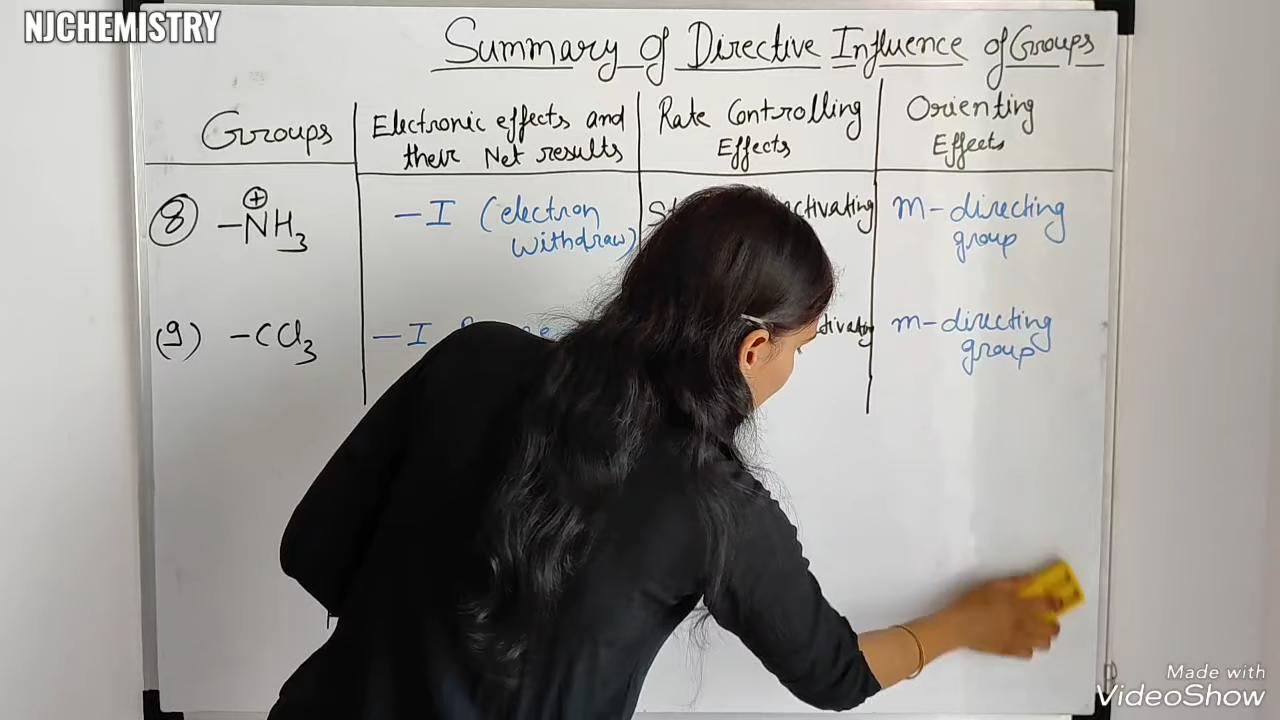 NJCHEMISTRY
Summary of Directive Influence of Groups
Groups
Electronic effects and
their Net results
Rate Controlling
Effects
Orienting
Effects
(8) -NH3
+
-I (electron
withdraw)
m-directing
group
(9) -CCl3
-I
m-directing
group
Made with
VideoShow